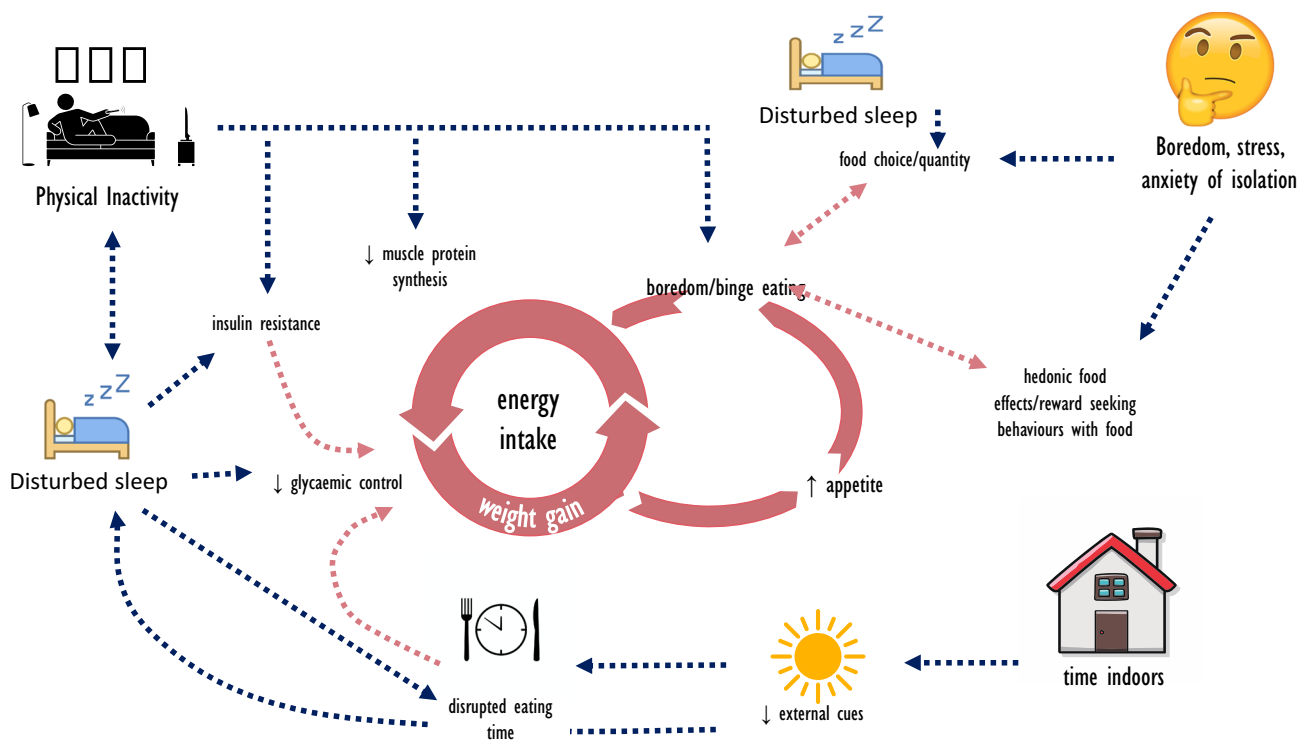 z z Z
Disturbed sleep
food choice/quantity
Boredom, stress,
anxiety of isolation
Physical Inactivity
↓ muscle protein
synthesis
boredom/binge eating
insulin resistance
hedonic food
effects/reward seeking
behaviours with food
energy
intake
z z Z
Disturbed sleep
↓ glycaemic control
weight gain
↑ appetite
time indoors
disrupted eating
time
↓ external cues